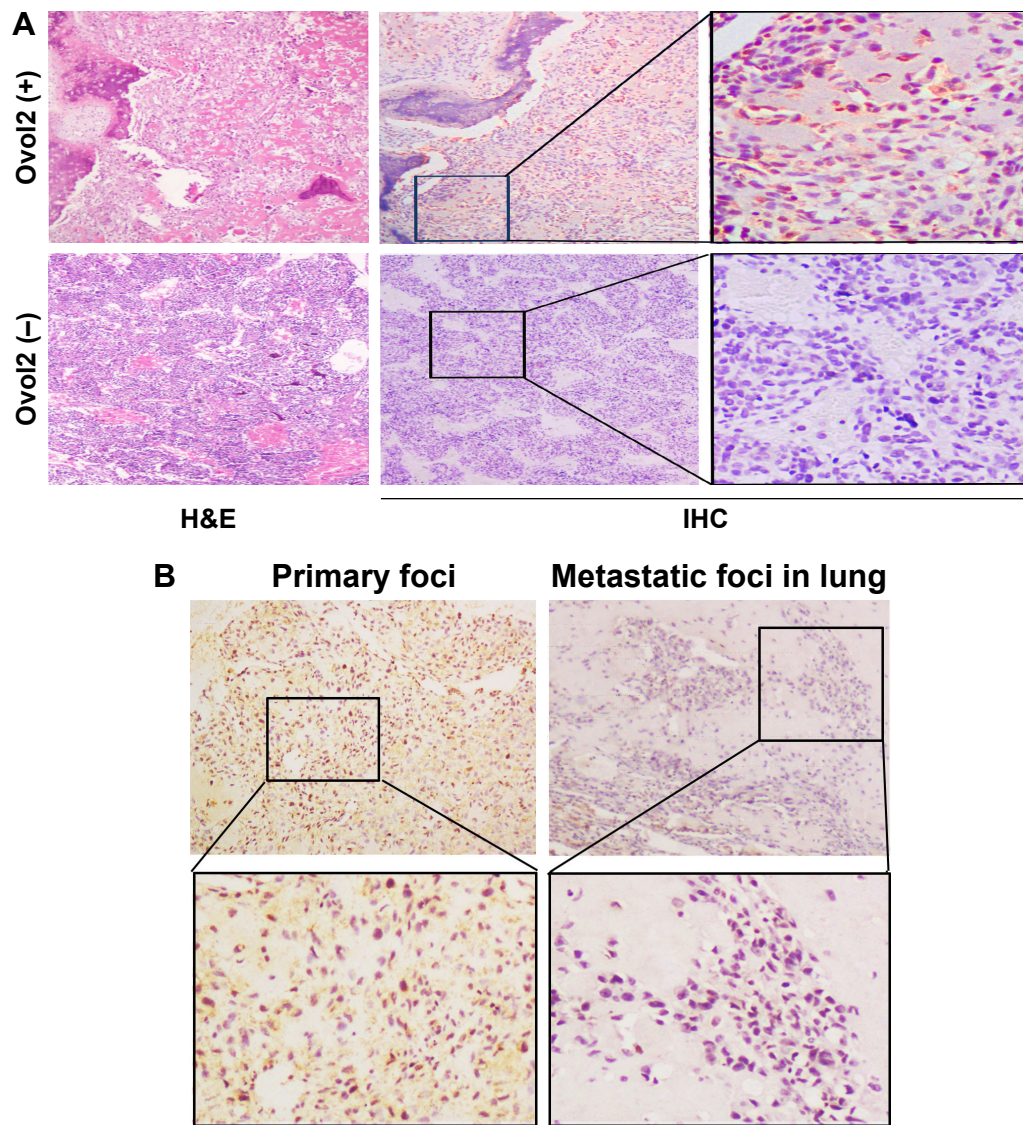 A
Ovol2 (+)
Ovol2 (−)
H&E
IHC
B
Primary foci
Metastatic foci in lung